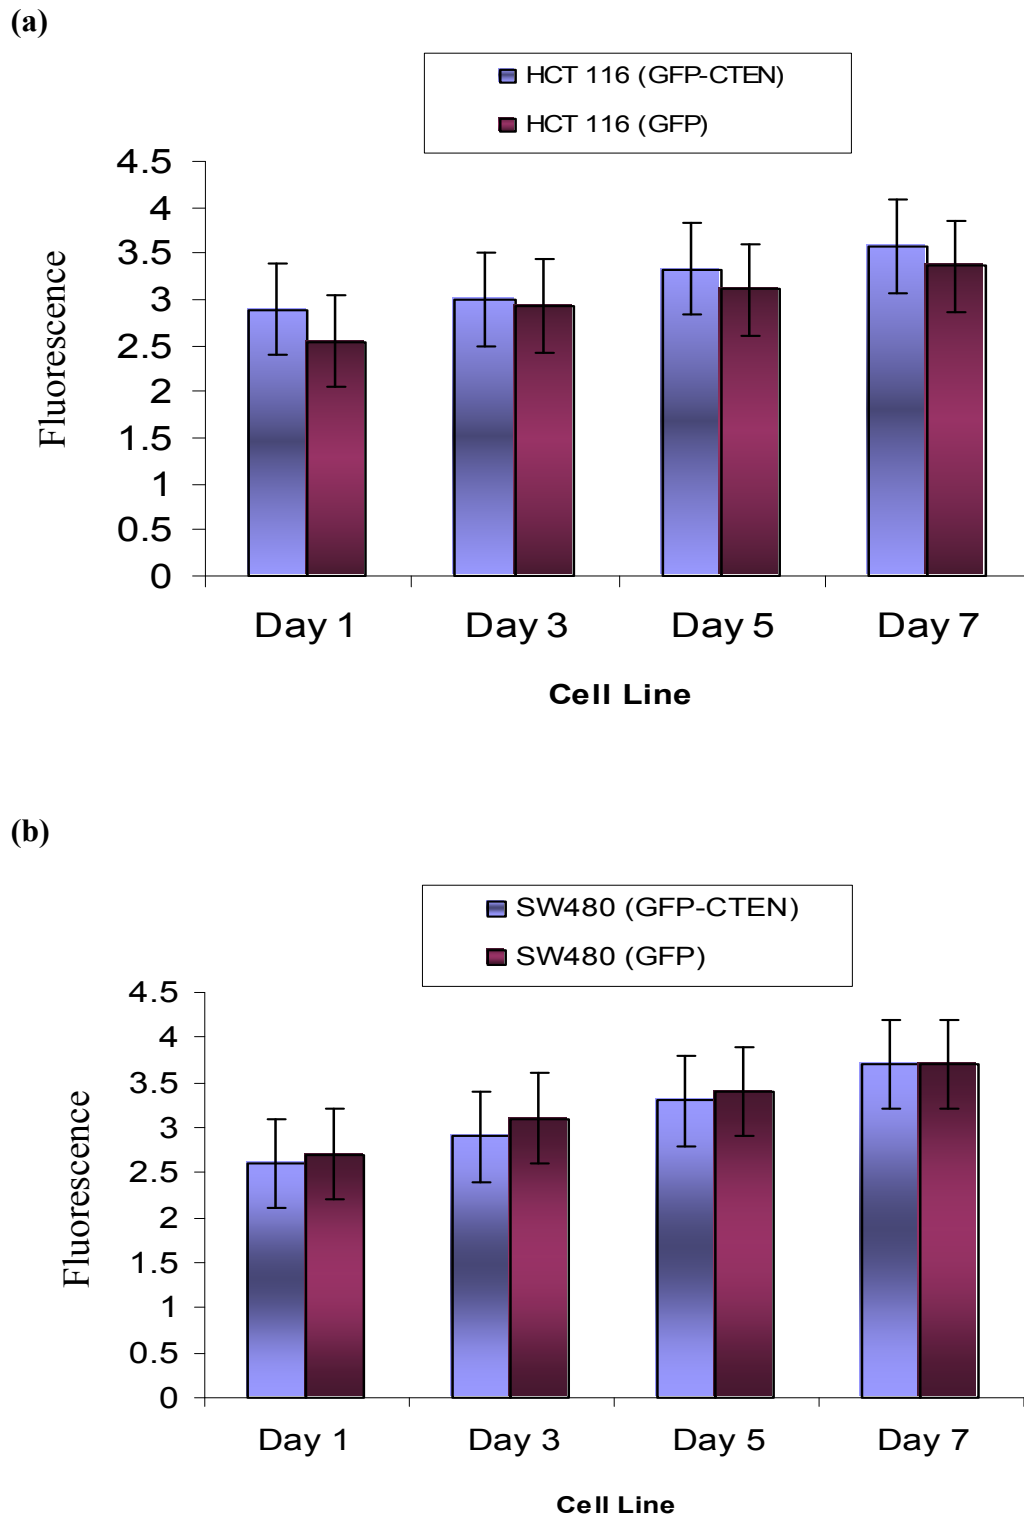 (a)
HCT 116 (GFP-CTEN)
HCT 116 (GFP)
4.5
4
3.5
3
2.5
2
1.5
1
0.5
0
Fluorescence
Day 1 Day 3 Day 5 Day 7
Cell Line
(b)
SW480 (GFP-CTEN)
SW480 (GFP)
4.5
4
3.5
3
2.5
2
1.5
1
0.5
0
Fluorescence
Day 1 Day 3 Day 5 Day 7
Cell Line